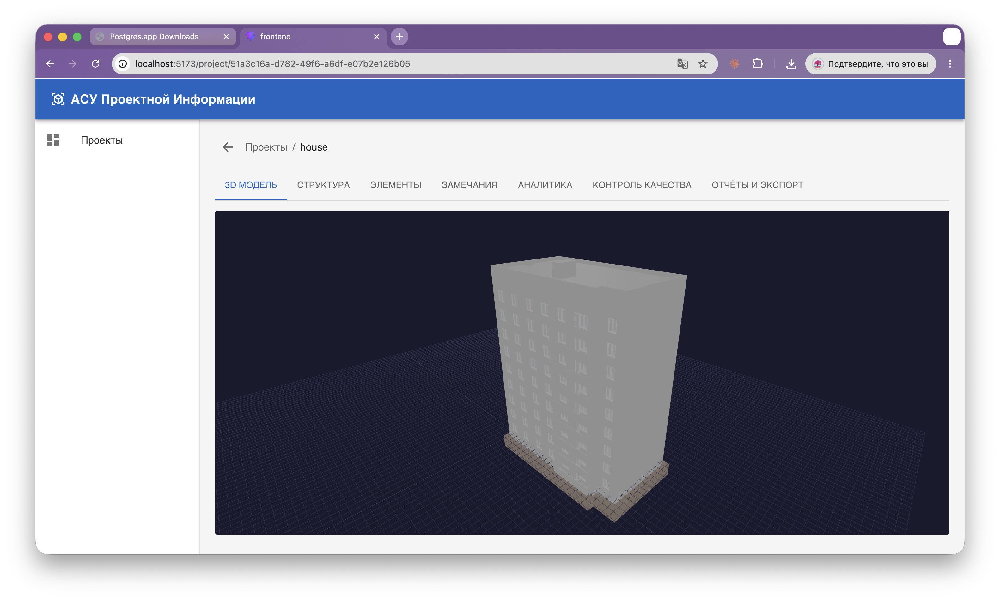 Postgres.app Downloads
frontend
localhost:5173/project/51a3c16a-d782-49f6-a6df-e07b2e126b05
Подтвердите, что это вы
АСУ Проектной Информации
Проекты
Проекты / house
3D МОДЕЛЬ
СТРУКТУРА
ЭЛЕМЕНТЫ
ЗАМЕЧАНИЯ
АНАЛИТИКА
КОНТРОЛЬ КАЧЕСТВА
ОТЧЁТЫ И ЭКСПОРТ